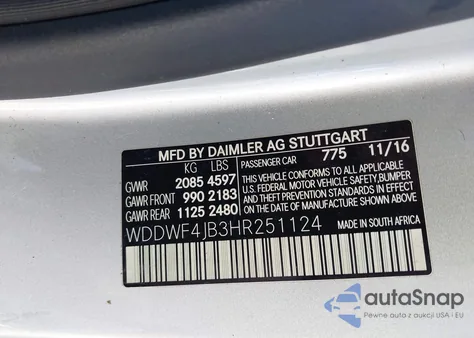 MFD BY DAIMLER AG STUTTGART
KG LBS PASSENGER CAR 775 11/16
GVWR 2085 4597
GAWR FRONT 990 2183
GAWR REAR 1125 2480
THIS VEHICLE CONFORMS TO ALL APPLICABLE
U.S. FEDERAL MOTOR VEHICLE SAFETY, BUMPER
AND THEFT PREVENTION STANDARDS IN EFFECT
ON THE DATE OF MANUFACTURE SHOWN ABOVE.
WDDWF4JB3HR251124 MADE IN SOUTH AFRICA
autoSnap
Pewne auta z aukcji USA i EU